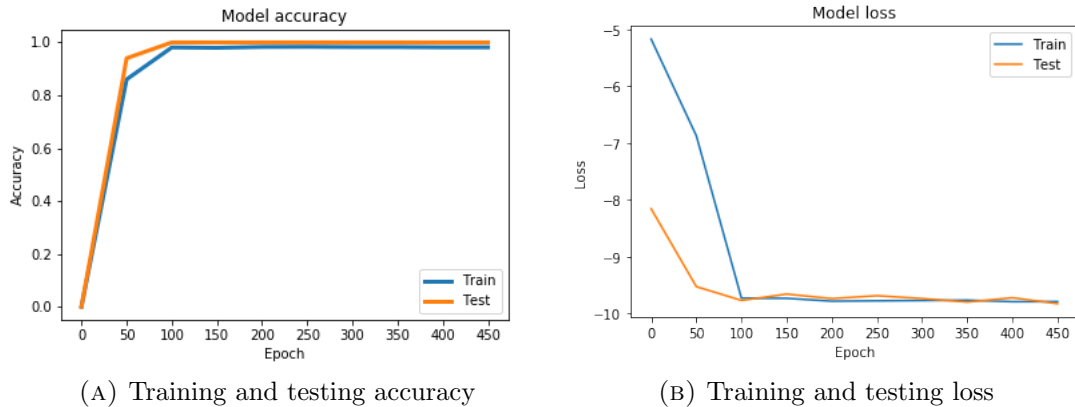 Model accuracy
1.0
0.8
0.6
0.4
0.2
0.0
Accuracy
0 50 100 150 200 250 300 350 400 450
Epoch
Train
Test
(A) Training and testing accuracy
Model loss
−5
−6
−7
−8
−9
−10
Loss
0 50 100 150 200 250 300 350 400 450
Epoch
Train
Test
(B) Training and testing loss